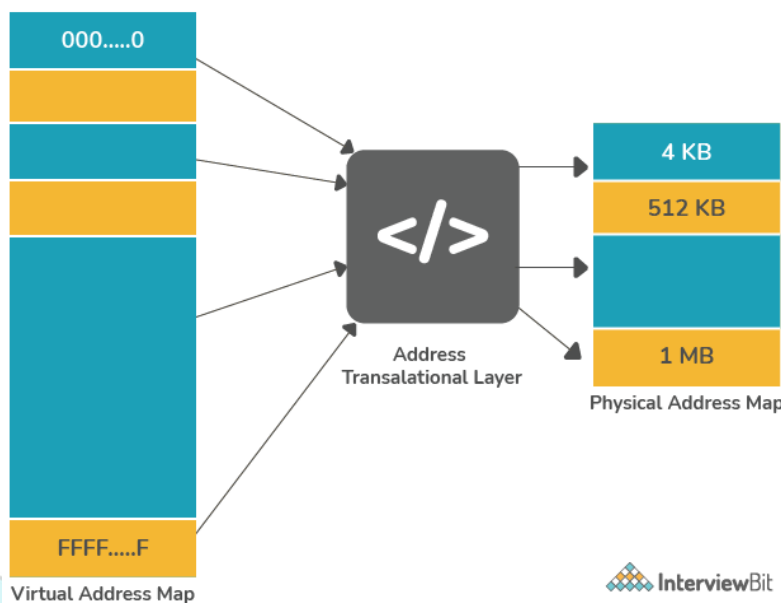 000.....0
FFFF.....F
Virtual Address Map
</>
Address
Transalational Layer
4 KB
512 KB
1 MB
Physical Address Map
InterviewBit